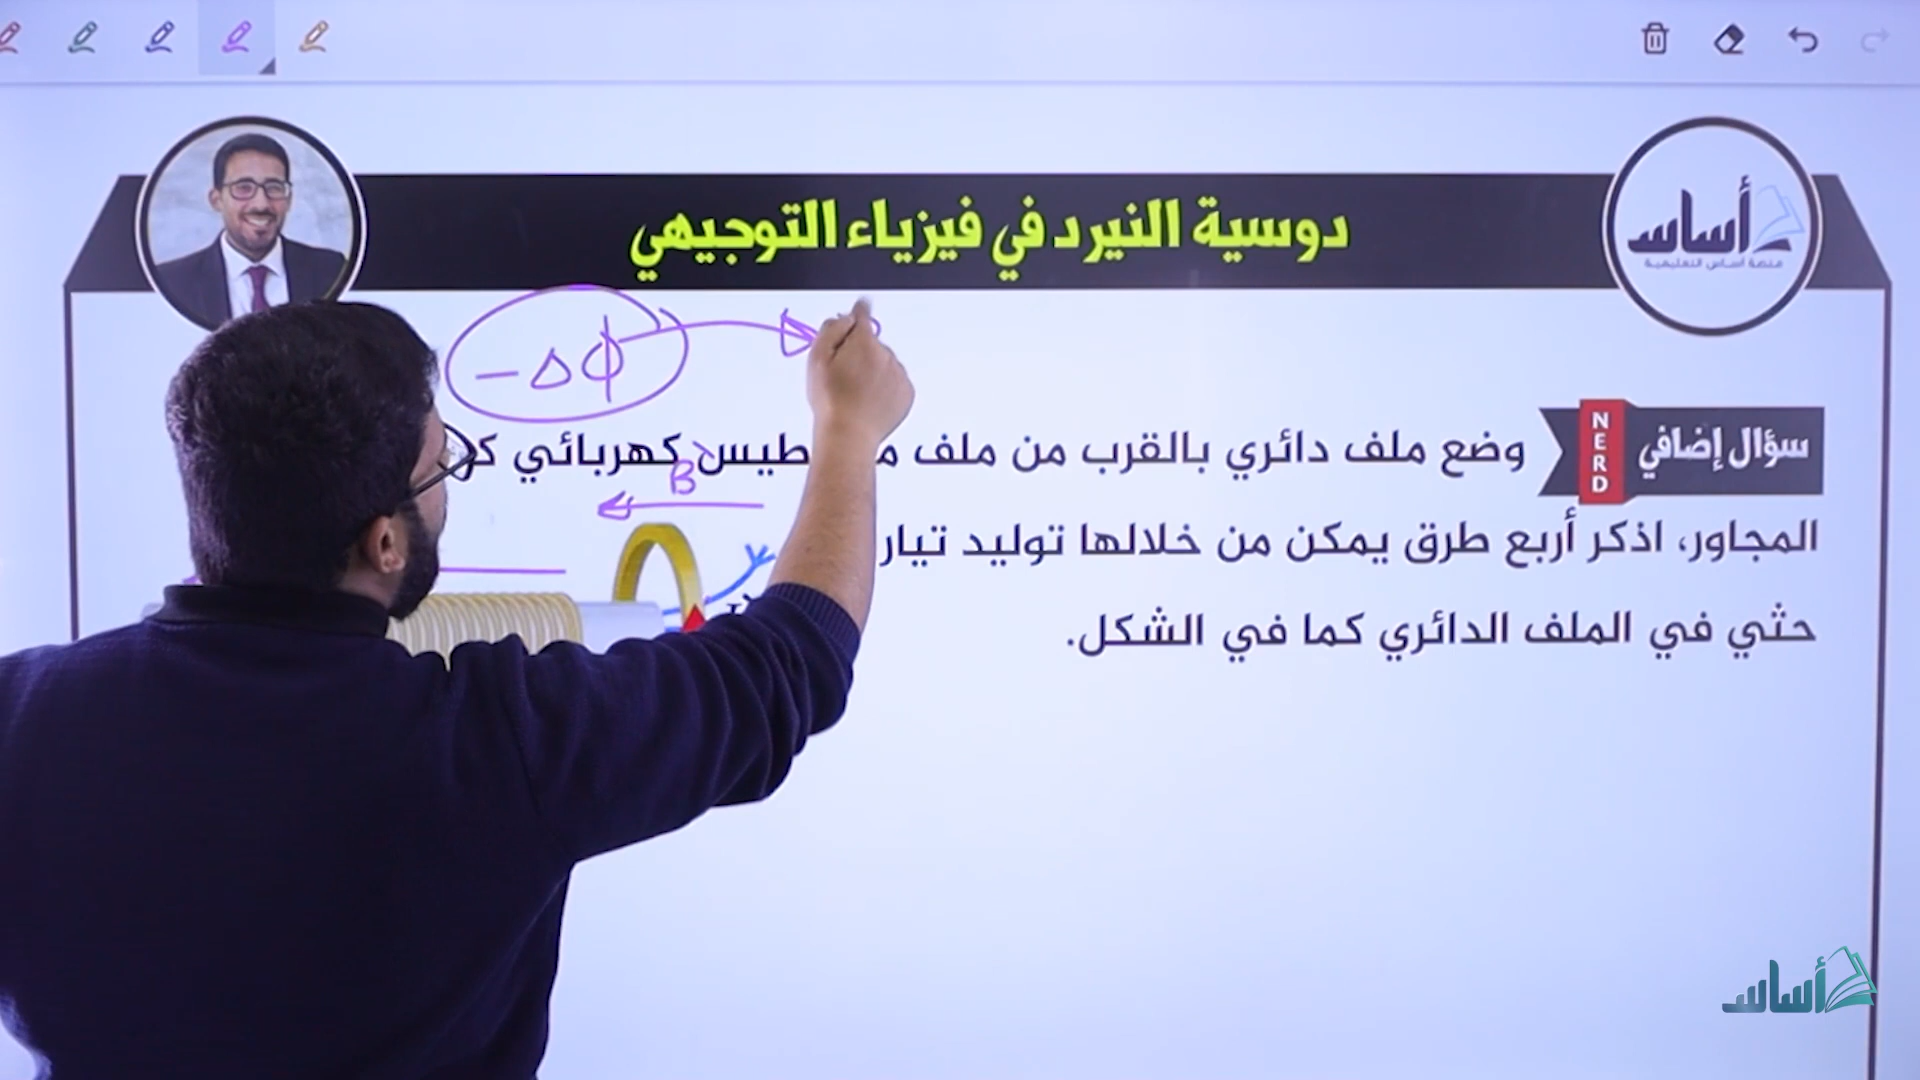 دوسية النيرد في فيزياء التوجيهي
أساس
منصة أساس التعليمية
−Δϕ
سؤال إضافي NERD وضع ملف دائري بالقرب من ملف كهربائي
B
المجاور، اذكر أربع طرق يمكن من خلالها توليد تيار
حثي في الملف الدائري كما في الشكل.
أساس